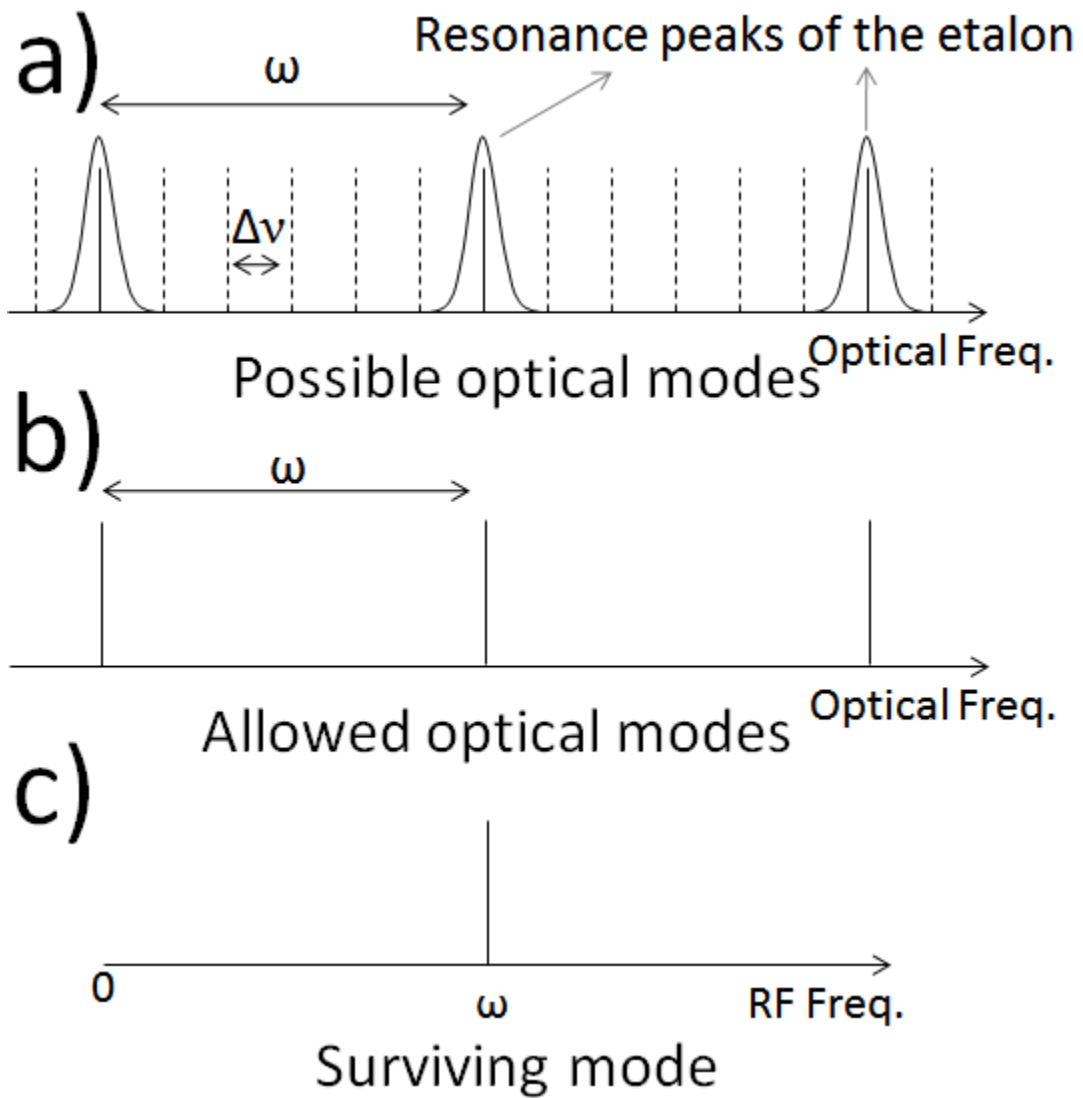 a)
Resonance peaks of the etalon
ω
Δν
Optical Freq.
Possible optical modes
b)
ω
Optical Freq.
Allowed optical modes
c)
0
ω
RF Freq.
Surviving mode